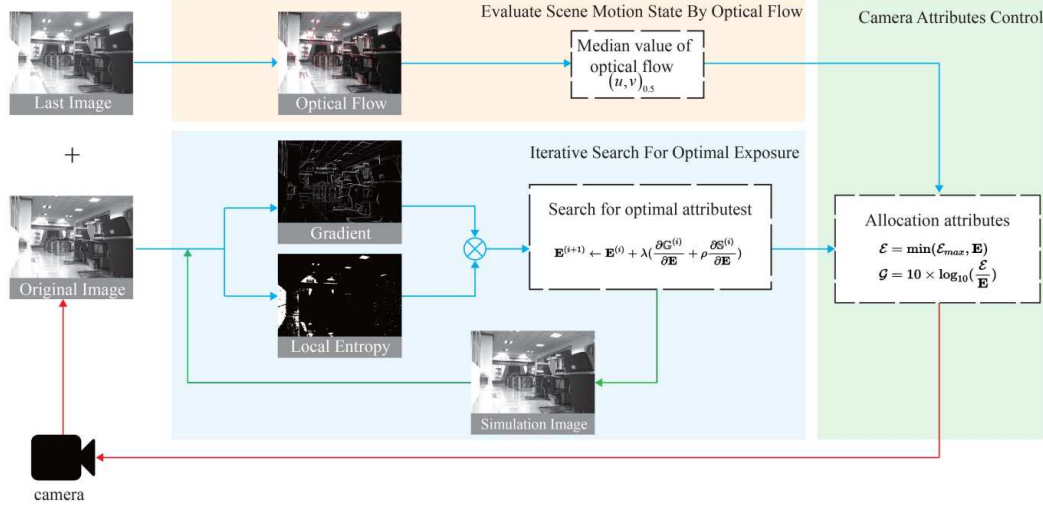 Evaluate Scene Motion State By Optical Flow
Camera Attributes Control
Last Image
Optical Flow
Median value of
optical flow
(u,v)₀.₅
+
Iterative Search For Optimal Exposure
Original Image
Gradient
Local Entropy
Search for optimal attributest
E⁽ⁱ⁺¹⁾ ← E⁽ⁱ⁾ + λ(∂𝔾⁽ⁱ⁾/∂E + ρ ∂𝕊⁽ⁱ⁾/∂E)
Allocation attributes
ℰ = min(ℰₘₐₓ, E)
𝒢 = 10 × log₁₀(ℰ/E)
Simulation Image
camera